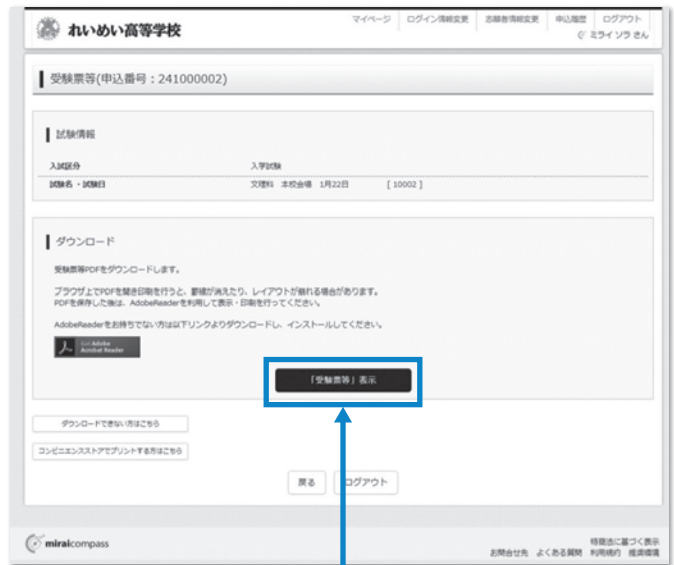 れいめい高等学校
マイページ ログイン情報変更 志願者情報変更 申込履歴 ログアウト
ミライ ソラ さん
受験票等(申込番号:241000002)
試験情報
入試区分 入学試験
試験名・試験日 文理科 本校会場 1月22日 [ 10002 ]
ダウンロード
受験票等PDFをダウンロードします。
ブラウザ上でPDFを開き印刷を行うと、罫線が消えたり、レイアウトが崩れる場合があります。
PDFを保存した後は、AdobeReaderを利用して表示・印刷を行ってください。
AdobeReaderをお持ちでない方は以下リンクよりダウンロードし、インストールしてください。
Get Adobe
Acrobat Reader
「受験票等」表示
ダウンロードできない方はこちら
コンビニエンスストアでプリントする方はこちら
戻る ログアウト
miraicompass
特商法に基づく表示
お問合せ先 よくある質問 利用規約 推奨環境